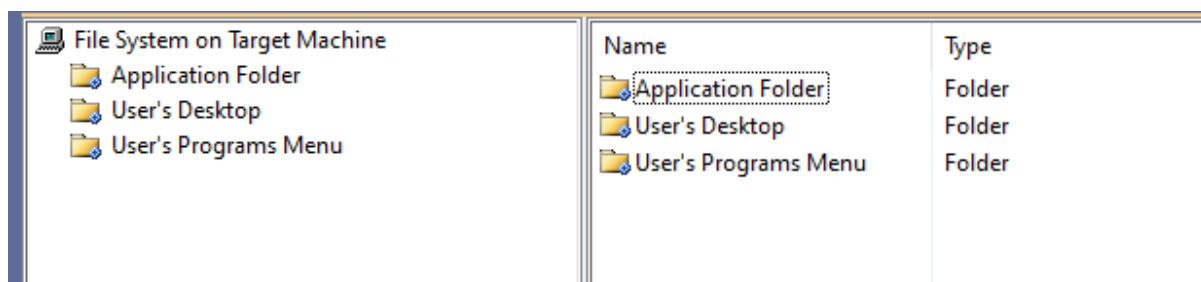 File System on Target Machine
Application Folder
User's Desktop
User's Programs Menu
Name Type
Application Folder Folder
User's Desktop Folder
User's Programs Menu Folder